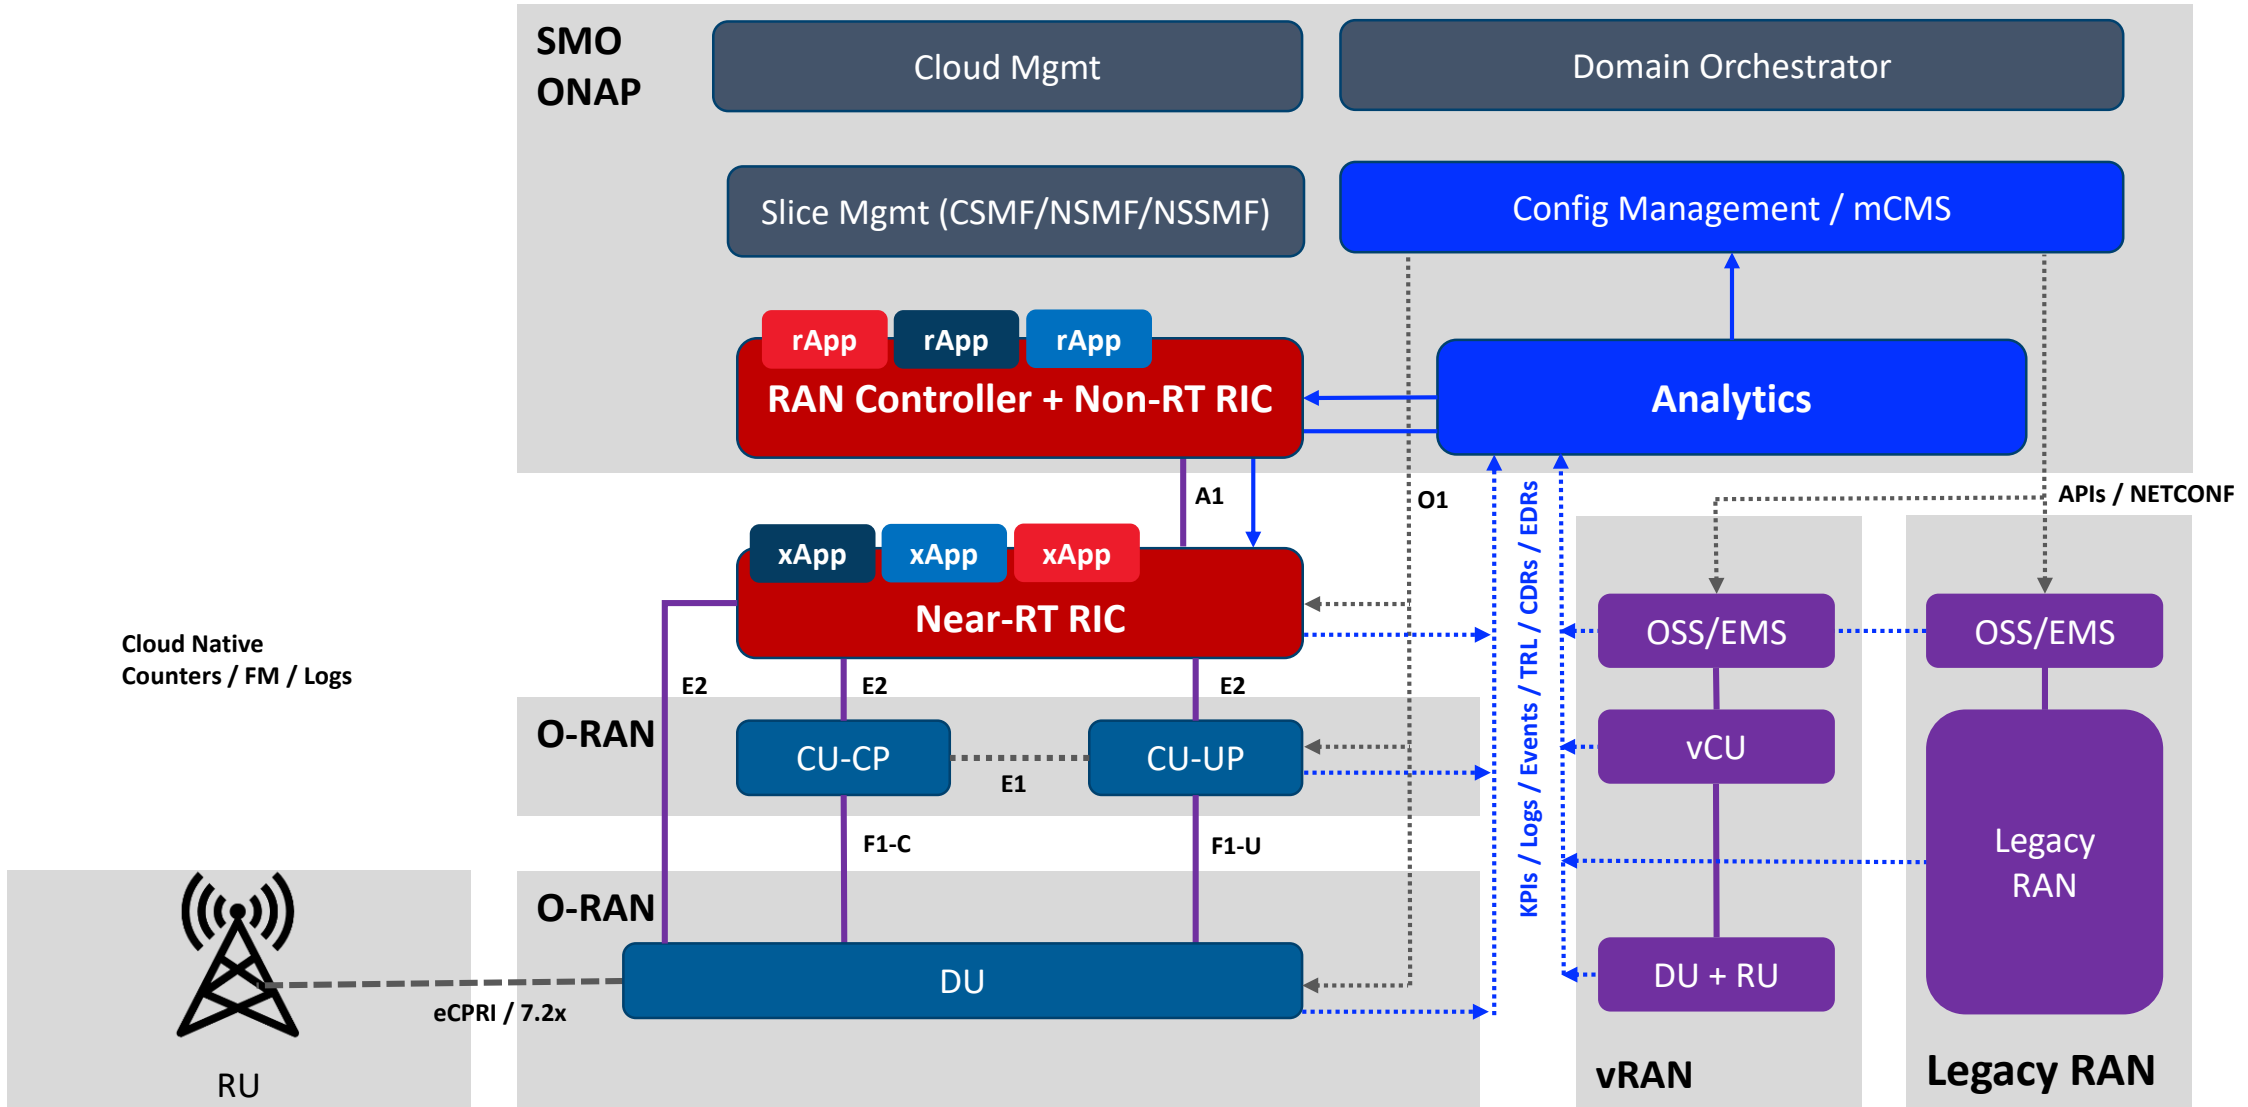 SMO
ONAP
Cloud Mgmt
Domain Orchestrator
Slice Mgmt (CSMF/NSMF/NSSMF)
Config Management / mCMS
rApp
rApp
rApp
RAN Controller + Non-RT RIC
Analytics
A1
O1
KPIs / Logs / Events / TRL / CDRs / EDRs
APIs / NETCONF
xApp
xApp
xApp
Near-RT RIC
OSS/EMS
OSS/EMS
Cloud Native
Counters / FM / Logs
E2
E2
E2
O-RAN
CU-CP
E1
CU-UP
vCU
F1-C
F1-U
Legacy
RAN
O-RAN
DU
DU + RU
eCPRI / 7.2x
RU
vRAN
Legacy RAN